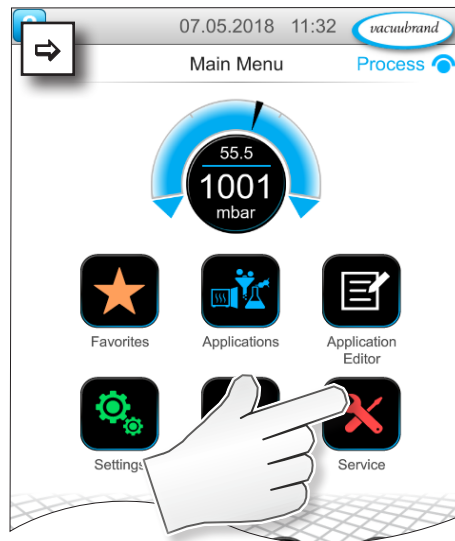 07.05.2018 11:32 vacuubrand
Main Menu Process
55.5
1001
mbar
Favorites Applications Application
Editor
Settings Service